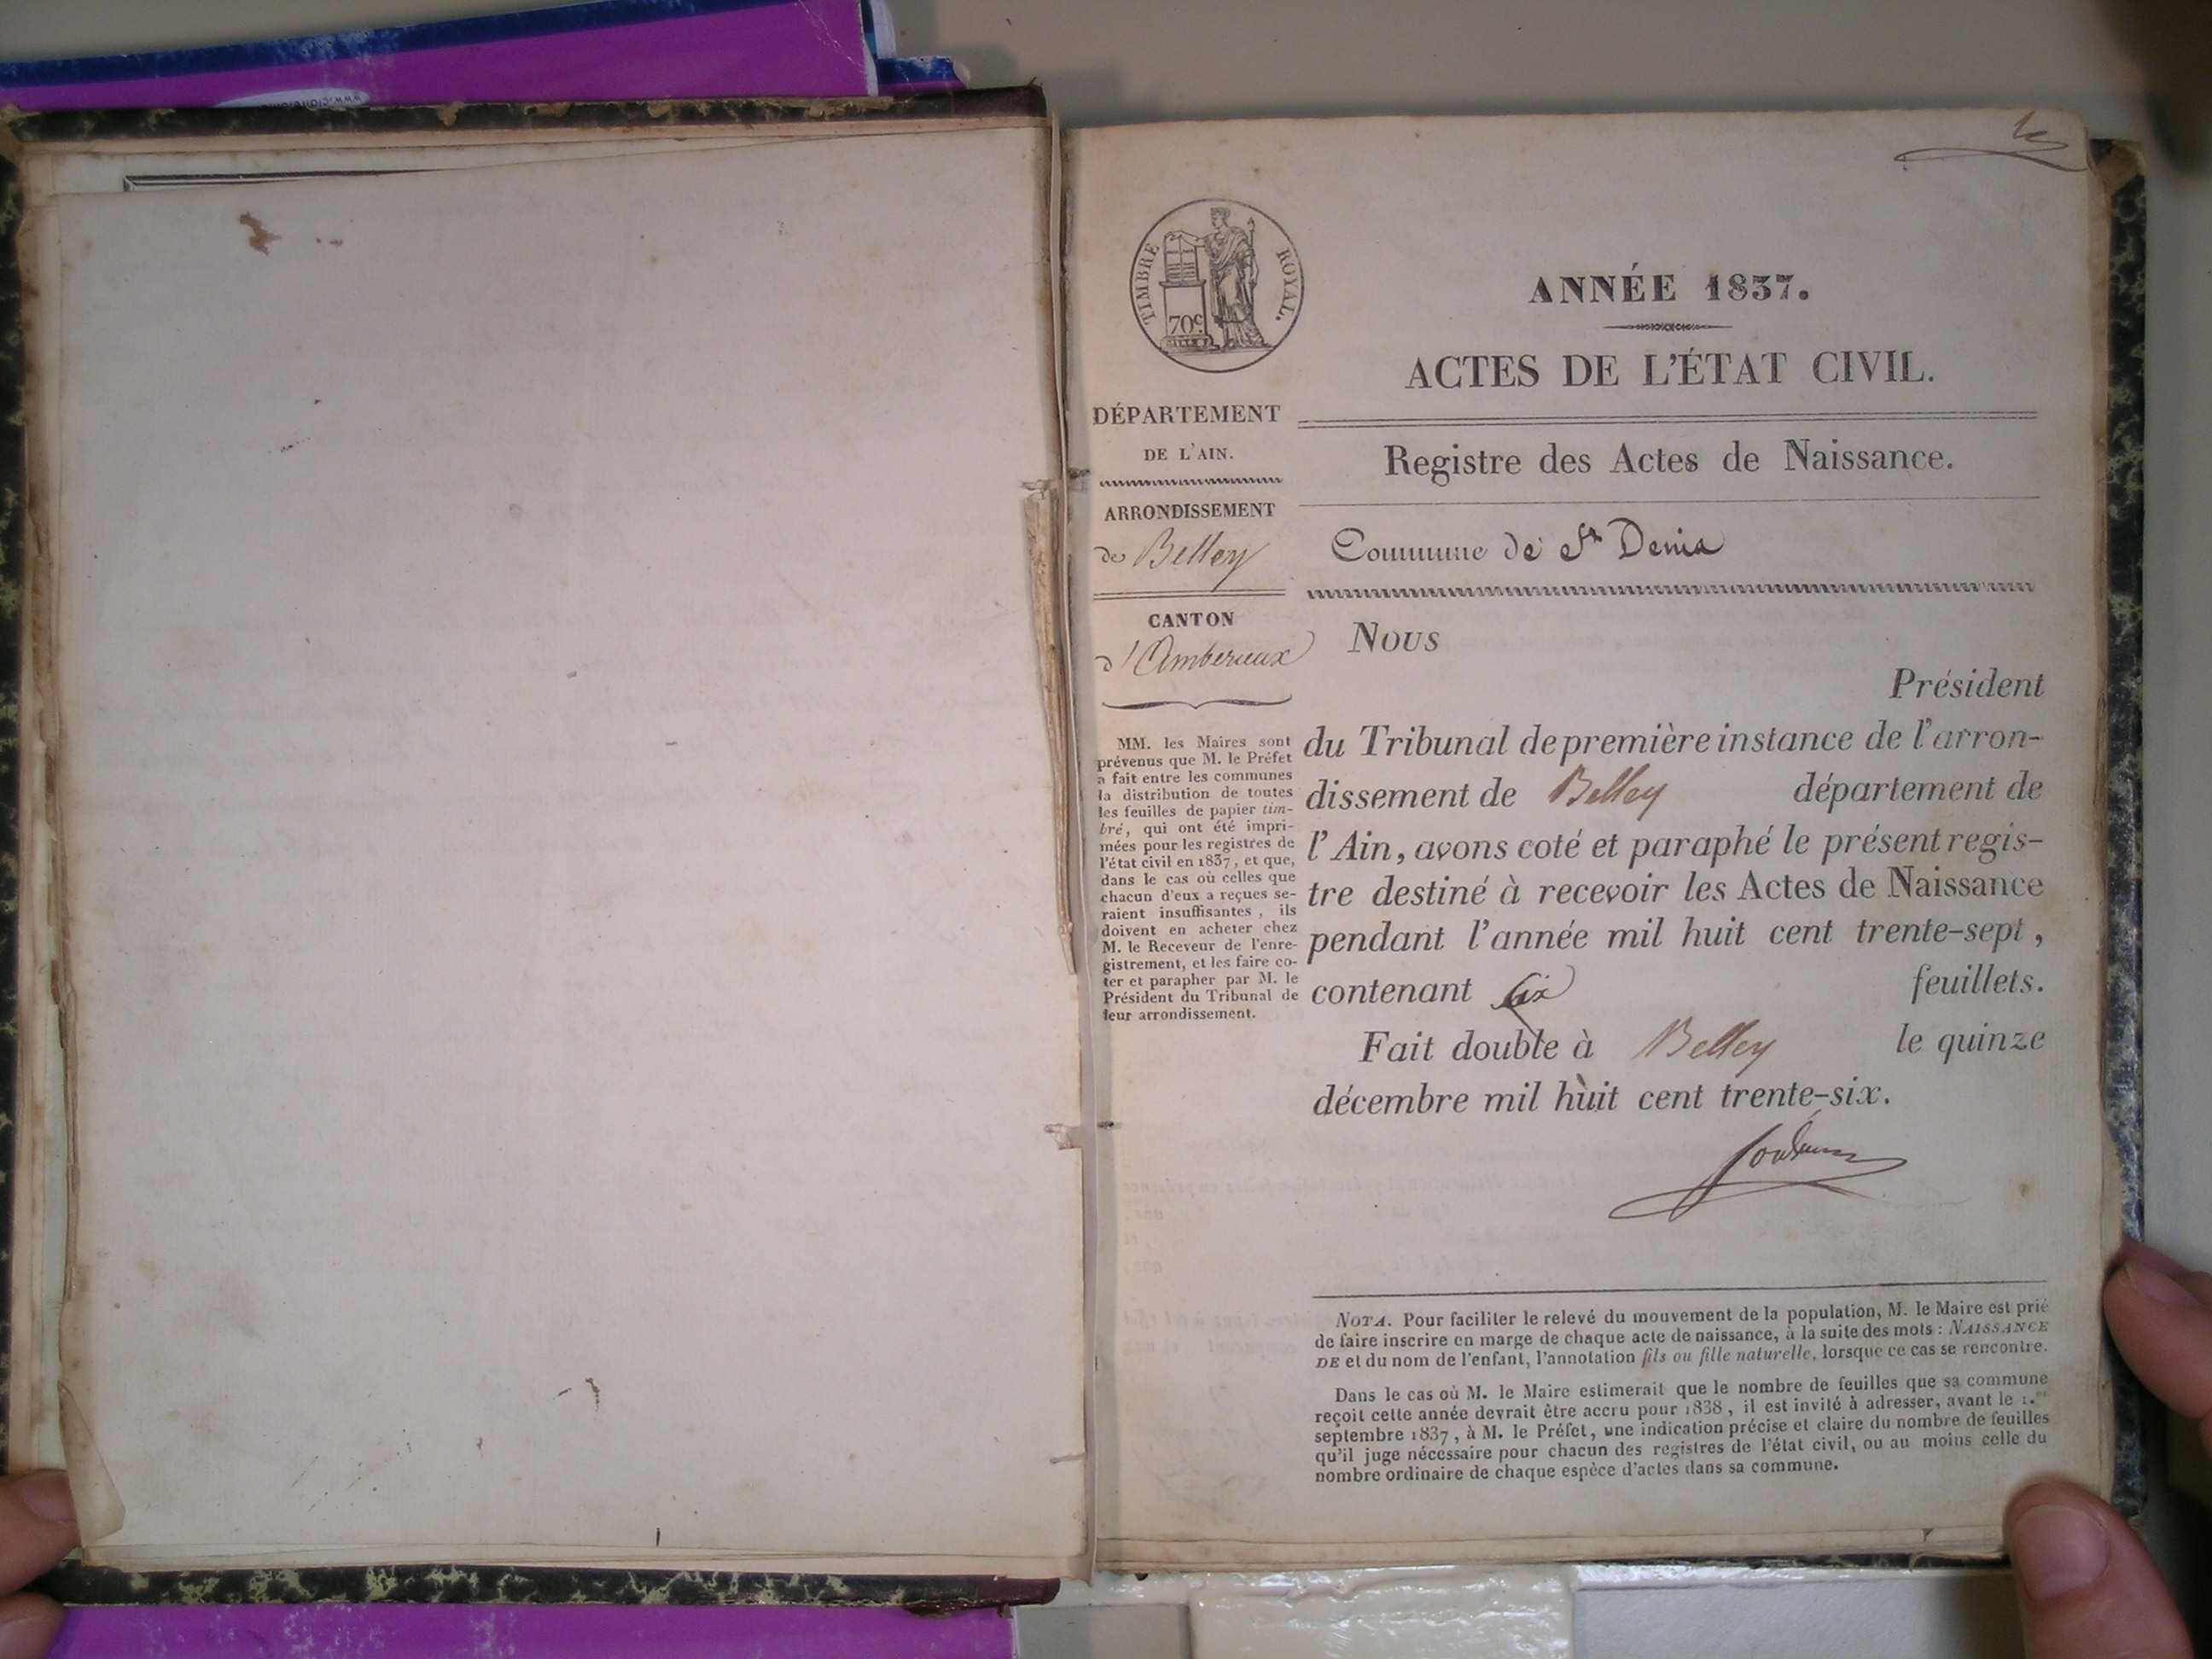 TIMBRE ROYAL.
70c
ANNÉE 1837.
ACTES DE L'ÉTAT CIVIL.
DÉPARTEMENT
DE L'AIN.
ARRONDISSEMENT
de Belley
CANTON
d'Amberieux
MM. les Maires sont
prévenus que M. le Préfet
a fait entre les communes
la distribution de toutes
les feuilles de papier tim-
bré, qui ont été impri-
mées pour les registres de
l'état civil en 1837, et que,
dans le cas où celles que
chacun d'eux a reçues se-
raient insuffisantes, ils
doivent en acheter chez
M. le Receveur de l'enre-
gistrement, et les faire co-
ter et parapher par M. le
Président du Tribunal de
leur arrondissement.
Registre des Actes de Naissance.
Commune de St Denis
Nous
Président
du Tribunal de première instance de l'arron-
dissement de Belley département de
l'Ain, avons coté et paraphé le présent regis-
tre destiné à recevoir les Actes de Naissance
pendant l'année mil huit cent trente-sept,
contenant six feuillets.
Fait double à Belley le quinze
décembre mil huit cent trente-six.
NOTA. Pour faciliter le relevé du mouvement de la population, M. le Maire est prié
de faire inscrire en marge de chaque acte de naissance, à la suite des mots : NAISSANCE
DE et du nom de l'enfant, l'annotation fils ou fille naturelle, lorsque ce cas se rencontre.
Dans le cas où M. le Maire estimerait que le nombre de feuilles que sa commune
reçoit cette année devrait être accru pour 1838, il est invité à adresser, avant le 1.er
septembre 1837, à M. le Préfet, une indication précise et claire du nombre de feuilles
qu'il juge nécessaire pour chacun des registres de l'état civil, ou au moins celle du
nombre ordinaire de chaque espèce d'actes dans sa commune.